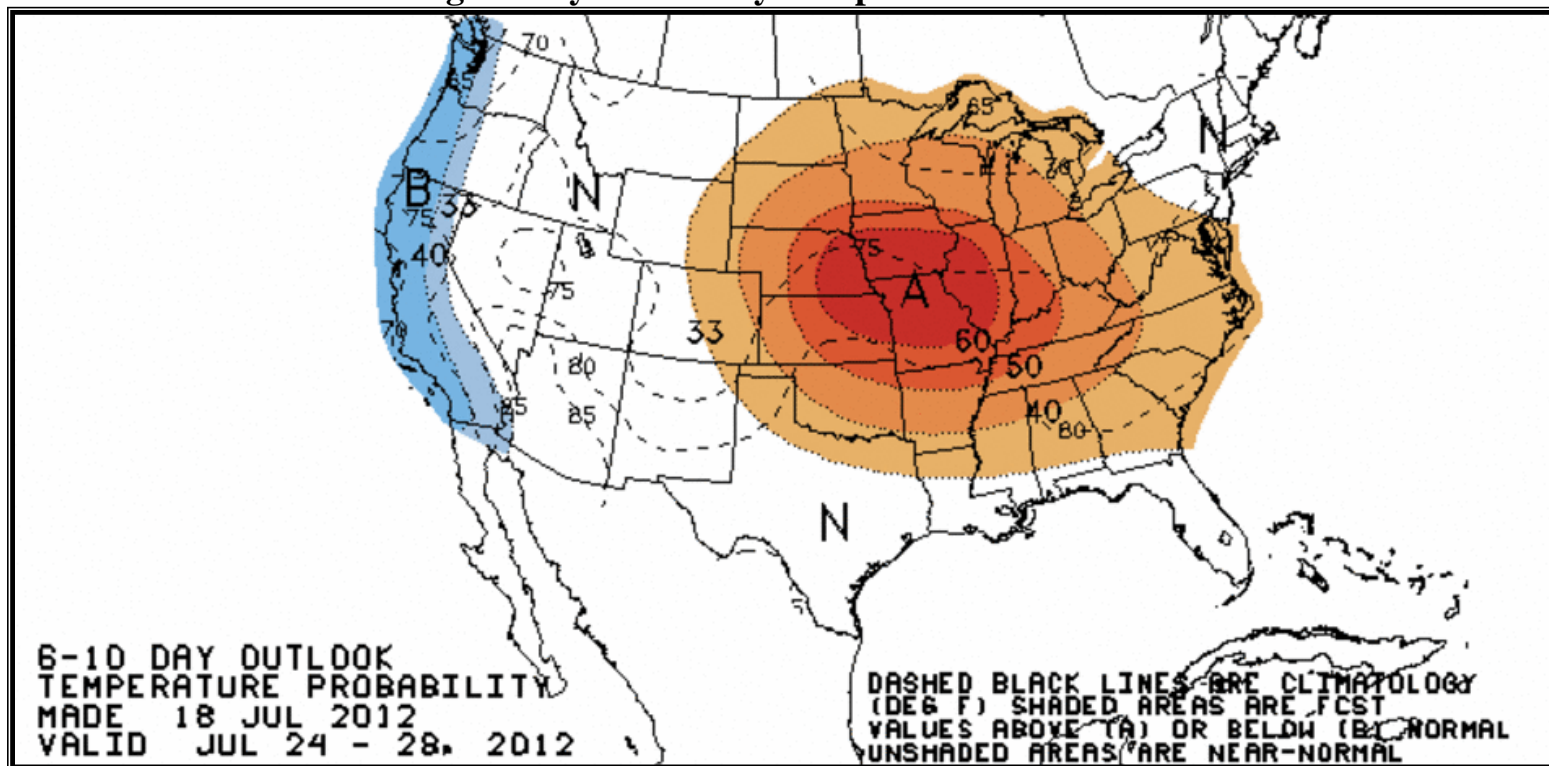 70
65
65
N
B
N
70
75 33
40
75
75
A
70
33
60
80
50
85
85
40
80
N
6-10 DAY OUTLOOK
TEMPERATURE PROBABILITY
MADE 18 JUL 2012
VALID JUL 24 - 28, 2012
DASHED BLACK LINES ARE CLIMATOLOGY
(DEG F) SHADED AREAS ARE FCST
VALUES ABOVE (A) OR BELOW (B) NORMAL
UNSHADED AREAS ARE NEAR-NORMAL